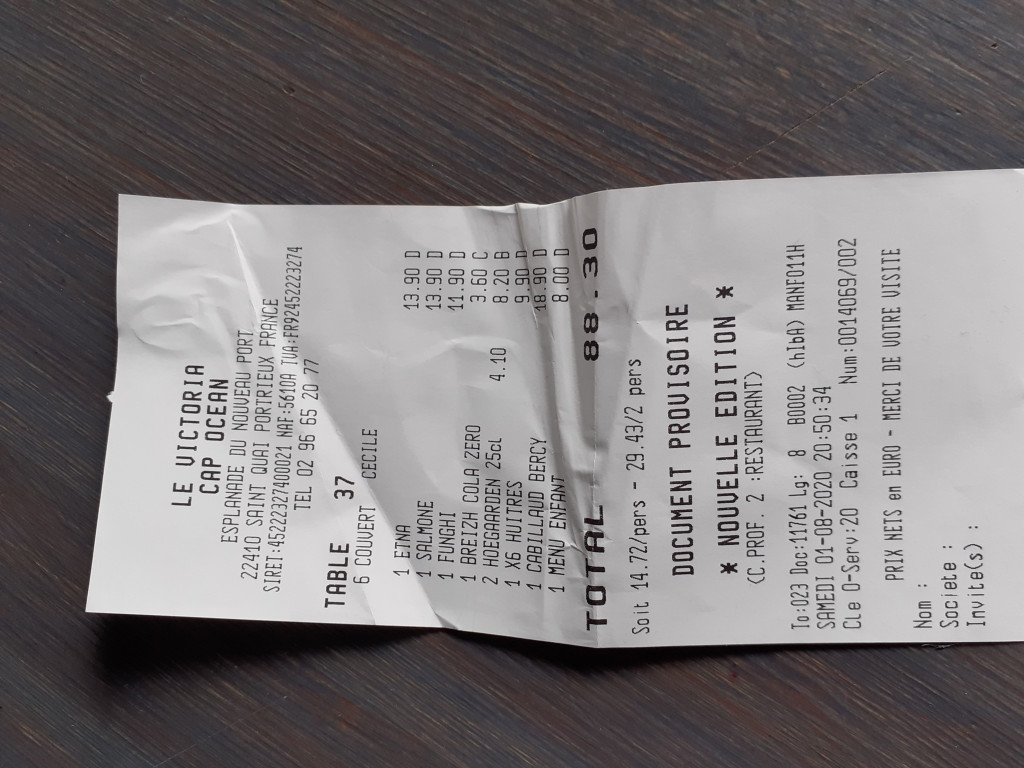 LE VICTORIA
CAP OCEAN
ESPLANADE DU NOUVEAU PORT
22410 SAINT QUAI PORTRIEUX FRANCE
SIRET:45222327400021 NAF:5610A TVA:FR92452223274
TEL 02 96 65 20 77
TABLE 37
6 COUVERT CECILE
1 ETNA 13.90 D
1 SALMONE 13.90 D
1 FUNGHI 11.90 D
1 BREIZH COLA ZERO 3.60 C
2 HOEGAARDEN 25cL 4.10 8.20 B
1 X6 HUITRES 9.90 D
1 CABILLAUD BERCY 18.90 D
1 MENU ENFANT 8.00 D
TOTAL 88.30
Soit 14.72/pers - 29.43/2 pers
DOCUMENT PROVISOIRE
* NOUVELLE EDITION *
<C.PROF. 2 :RESTAURANT>
To:023 Doc:11761 Lg: 8 B0002 (hlbA) MANF011H
SAMEDI 01-08-2020 20:50:34
CLe O-Serv:20 Caisse 1 Num:0014069/002
PRIX NETS en EURO - MERCI DE VOTRE VISITE
Nom :
Societe :
Invite(s) :